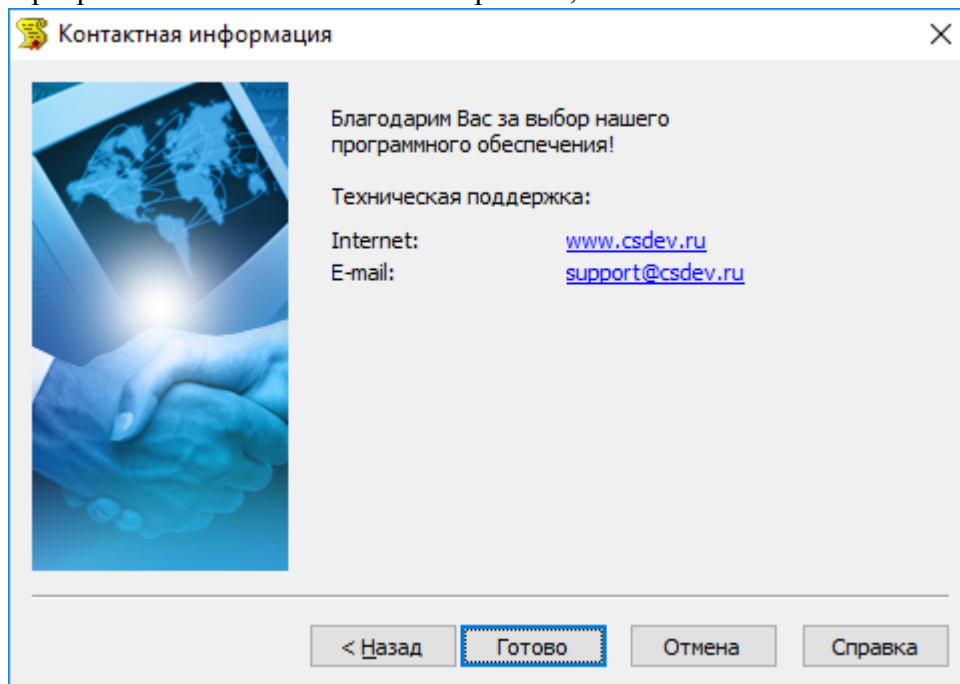 Контактная информация
Благодарим Вас за выбор нашего
программного обеспечения!
Техническая поддержка:
Internet: www.csdev.ru
E-mail: support@csdev.ru
< Назад Готово Отмена Справка